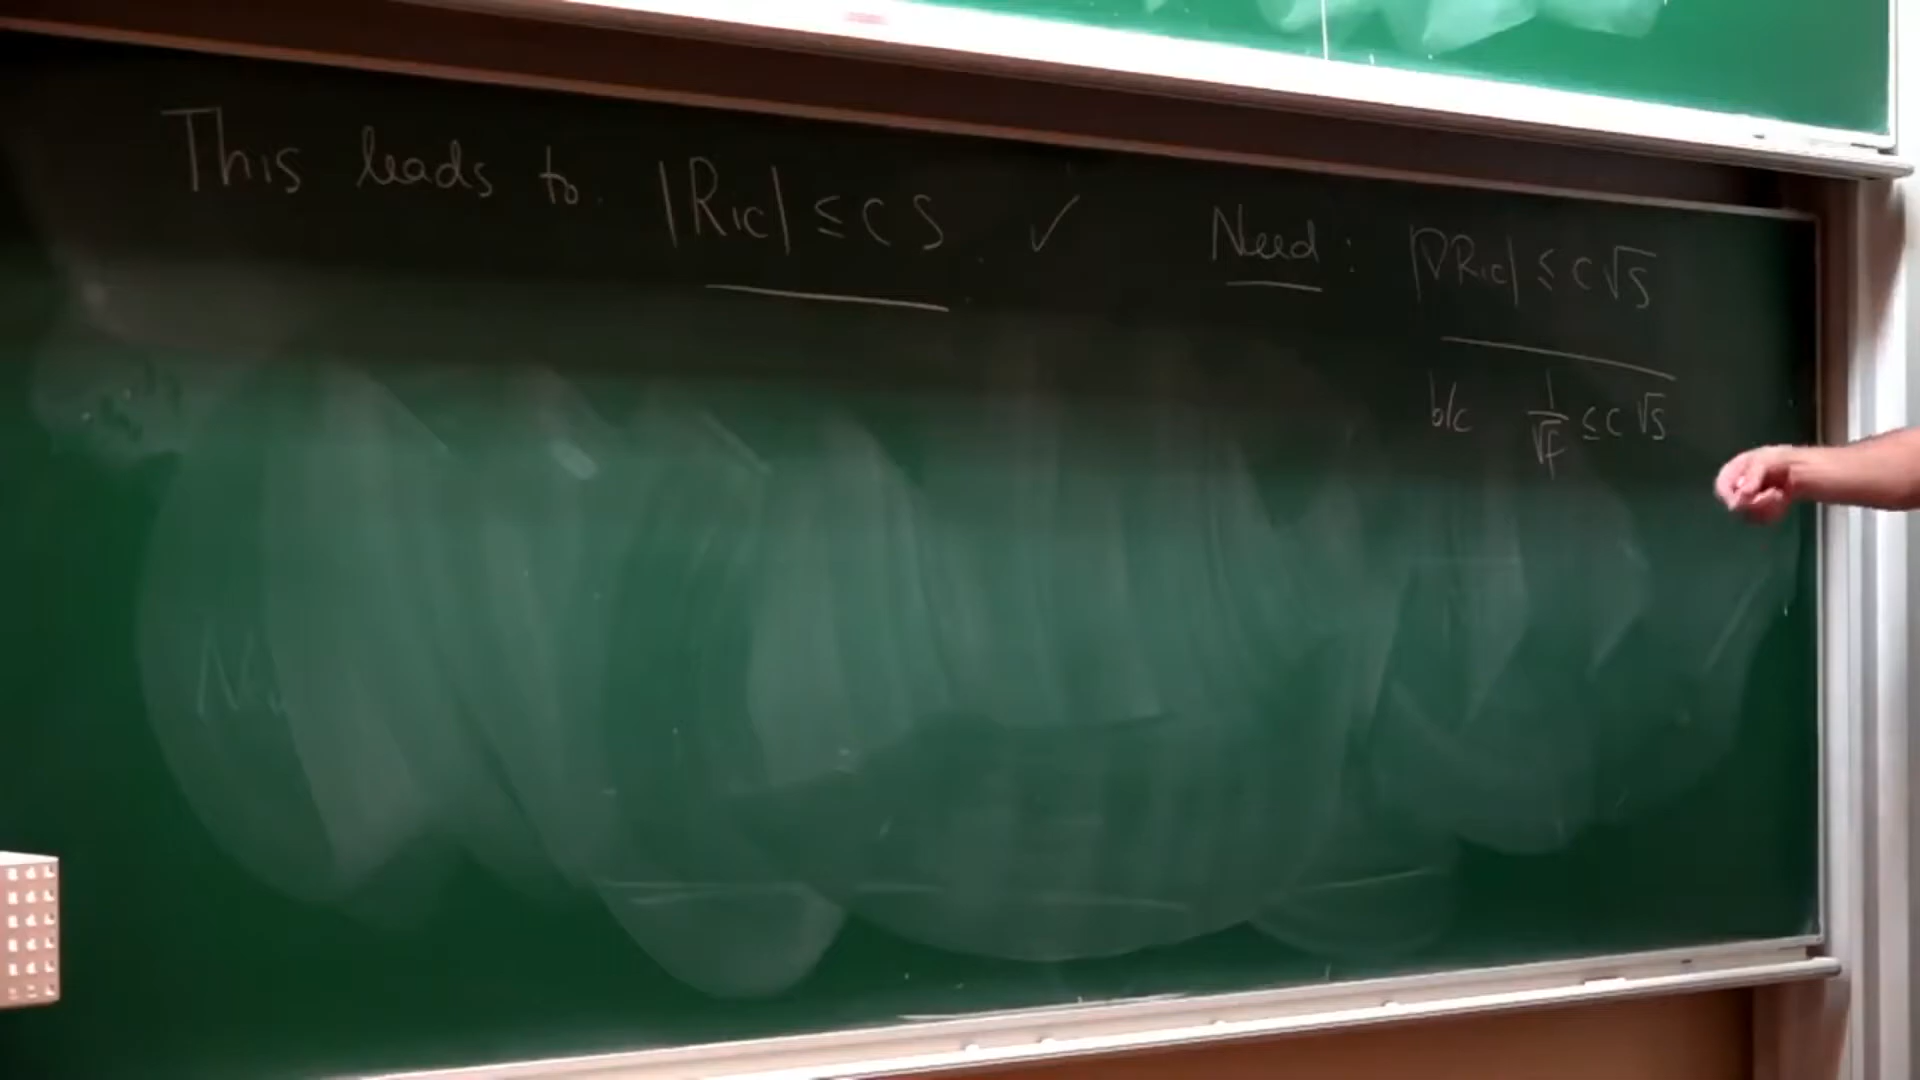 This leads to |Ric| ≤ c S ✓ Need : |∇Ric| ≤ c√S
b/c 1/√f ≤ c √S